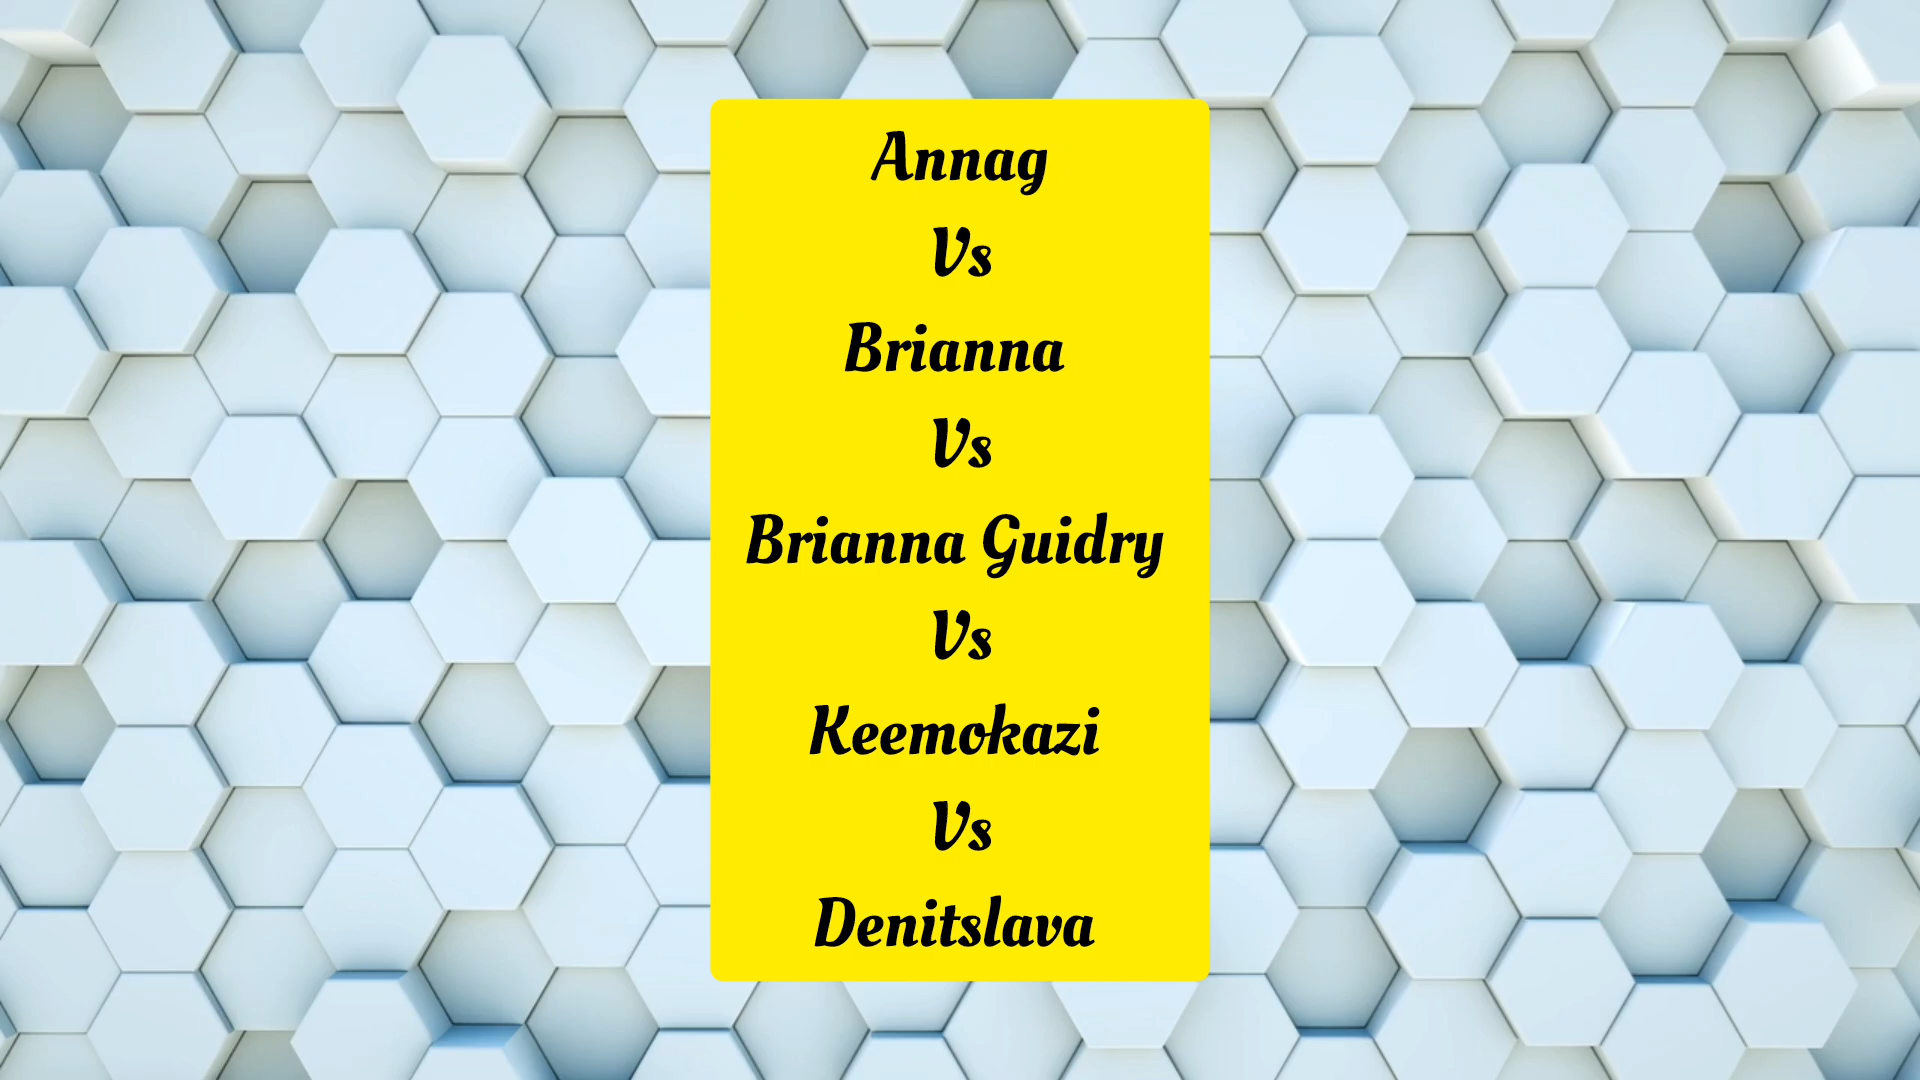 Annag
Vs
Brianna
Vs
Brianna Guidry
Vs
Keemokazi
Vs
Denitslava